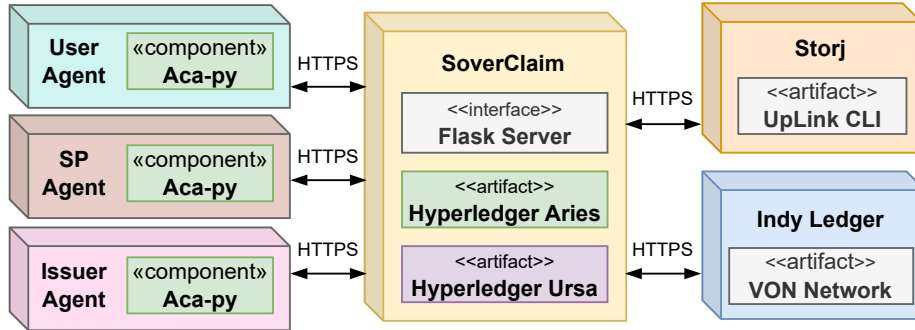 User
Agent
«component»
Aca-py
HTTPS
SP
Agent
«component»
Aca-py
HTTPS
Issuer
Agent
«component»
Aca-py
HTTPS
SoverClaim
<<interface>>
Flask Server
<<artifact>>
Hyperledger Aries
<<artifact>>
Hyperledger Ursa
HTTPS
Storj
<<artifact>>
UpLink CLI
HTTPS
Indy Ledger
<<artifact>>
VON Network